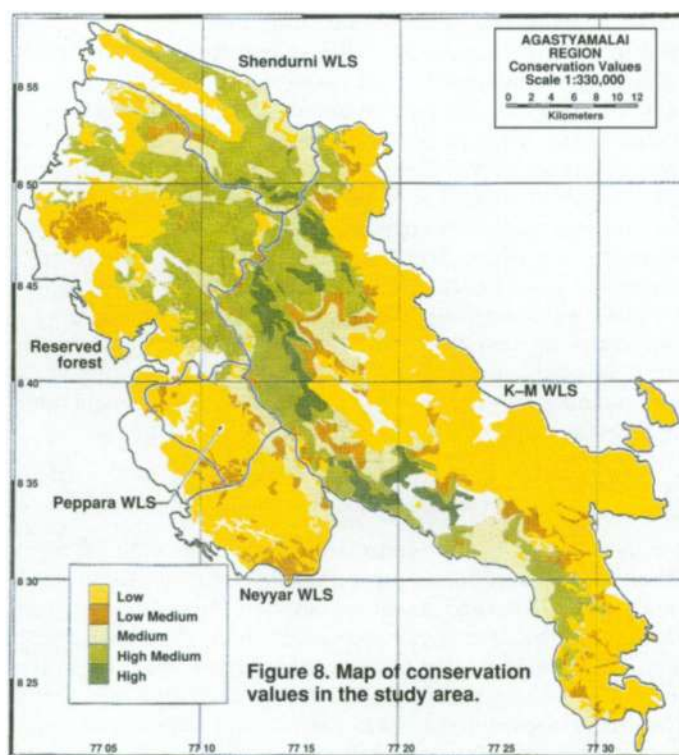 AGASTYAMALAI
REGION
Conservation Values
Scale 1:330,000
0 2 4 6 8 10 12
Kilometers
Shendurni WLS
8 55
8 50
8 45
Reserved
forest
8 40
K–M WLS
8 35
Peppara WLS
8 30
Neyyar WLS
Low
Low Medium
Medium
High Medium
High
Figure 8. Map of conservation
values in the study area.
8 25
77 05
77 10
77 15
77 20
77 25
77 30